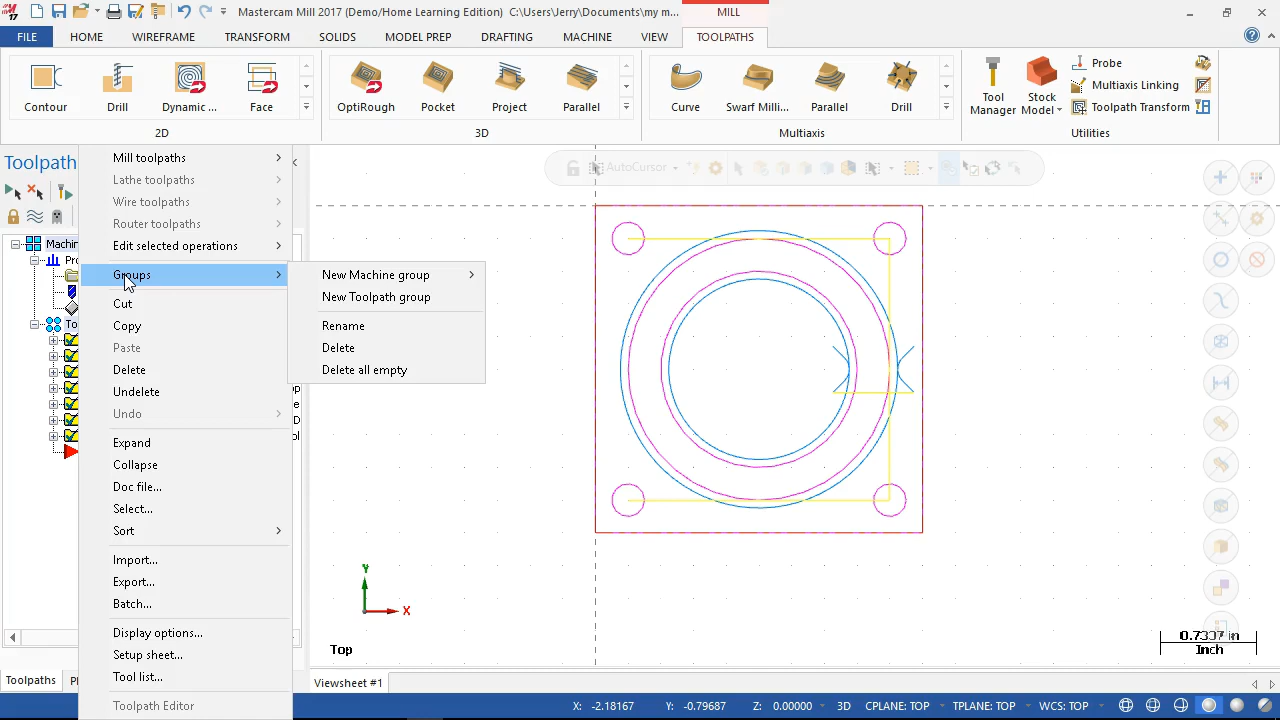 17
Mastercam Mill 2017 (Demo/Home Learning Edition) C:\Users\Jerry\Documents\my m...
MILL
FILE
HOME
WIREFRAME
TRANSFORM
SOLIDS
MODEL PREP
DRAFTING
MACHINE
VIEW
TOOLPATHS
Contour
Drill
Dynamic ...
Face
2D
OptiRough
Pocket
Project
Parallel
3D
Curve
Swarf Milli...
Parallel
Drill
Multiaxis
Tool
Manager
Stock
Model
Probe
Multiaxis Linking
Toolpath Transform
Utilities
Toolpath
Mill toolpaths
Lathe toolpaths
Wire toolpaths
Router toolpaths
Edit selected operations
Groups
Cut
Copy
Paste
Delete
Undelete
Undo
Expand
Collapse
Doc file...
Select...
Sort
Import...
Export...
Batch...
Display options...
Setup sheet...
Tool list...
Toolpath Editor
New Machine group
New Toolpath group
Rename
Delete
Delete all empty
AutoCursor
Machin
Y
X
Top
0.7337 in
Inch
Toolpaths
Viewsheet #1
X: -2.18167 Y: -0.79687 Z: 0.00000 3D CPLANE: TOP TPLANE: TOP WCS: TOP